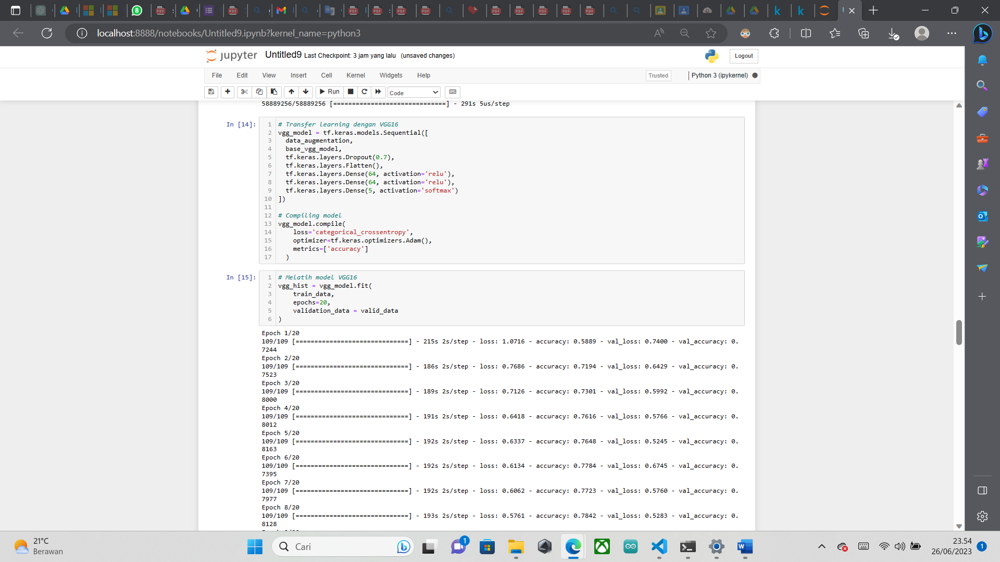 localhost:8888/notebooks/Untitled9.ipynb?kernel_name=python3
jupyter Untitled9 Last Checkpoint: 3 jam yang lalu (unsaved changes)
Logout
File Edit View Insert Cell Kernel Widgets Help
Trusted
Python 3 (ipykernel)
Run
Code
58889256/58889256 [==============================] - 291s 5us/step
In [14]:
1 # Transfer learning dengan VGG16
2 vgg_model = tf.keras.models.Sequential([
3   data_augmentation,
4   base_vgg_model,
5   tf.keras.layers.Dropout(0.7),
6   tf.keras.layers.Flatten(),
7   tf.keras.layers.Dense(64, activation='relu'),
8   tf.keras.layers.Dense(64, activation='relu'),
9   tf.keras.layers.Dense(5, activation='softmax')
10 ])
11
12 # Compiling model
13 vgg_model.compile(
14     loss='categorical_crossentropy',
15     optimizer=tf.keras.optimizers.Adam(),
16     metrics=['accuracy']
17   )
In [15]:
1 # Melatih model VGG16
2 vgg_hist = vgg_model.fit(
3     train_data,
4     epochs=20,
5     validation_data = valid_data
6 )
Epoch 1/20
109/109 [==============================] - 215s 2s/step - loss: 1.0716 - accuracy: 0.5889 - val_loss: 0.7400 - val_accuracy: 0.
7244
Epoch 2/20
109/109 [==============================] - 186s 2s/step - loss: 0.7686 - accuracy: 0.7194 - val_loss: 0.6429 - val_accuracy: 0.
7523
Epoch 3/20
109/109 [==============================] - 189s 2s/step - loss: 0.7126 - accuracy: 0.7301 - val_loss: 0.5992 - val_accuracy: 0.
8000
Epoch 4/20
109/109 [==============================] - 191s 2s/step - loss: 0.6418 - accuracy: 0.7616 - val_loss: 0.5766 - val_accuracy: 0.
8012
Epoch 5/20
109/109 [==============================] - 192s 2s/step - loss: 0.6337 - accuracy: 0.7648 - val_loss: 0.5245 - val_accuracy: 0.
8163
Epoch 6/20
109/109 [==============================] - 192s 2s/step - loss: 0.6134 - accuracy: 0.7784 - val_loss: 0.6745 - val_accuracy: 0.
7395
Epoch 7/20
109/109 [==============================] - 192s 2s/step - loss: 0.6062 - accuracy: 0.7723 - val_loss: 0.5760 - val_accuracy: 0.
7977
Epoch 8/20
109/109 [==============================] - 193s 2s/step - loss: 0.5761 - accuracy: 0.7842 - val_loss: 0.5283 - val_accuracy: 0.
8128
21°C
Berawan
Cari
1
23.54
26/06/2023
1